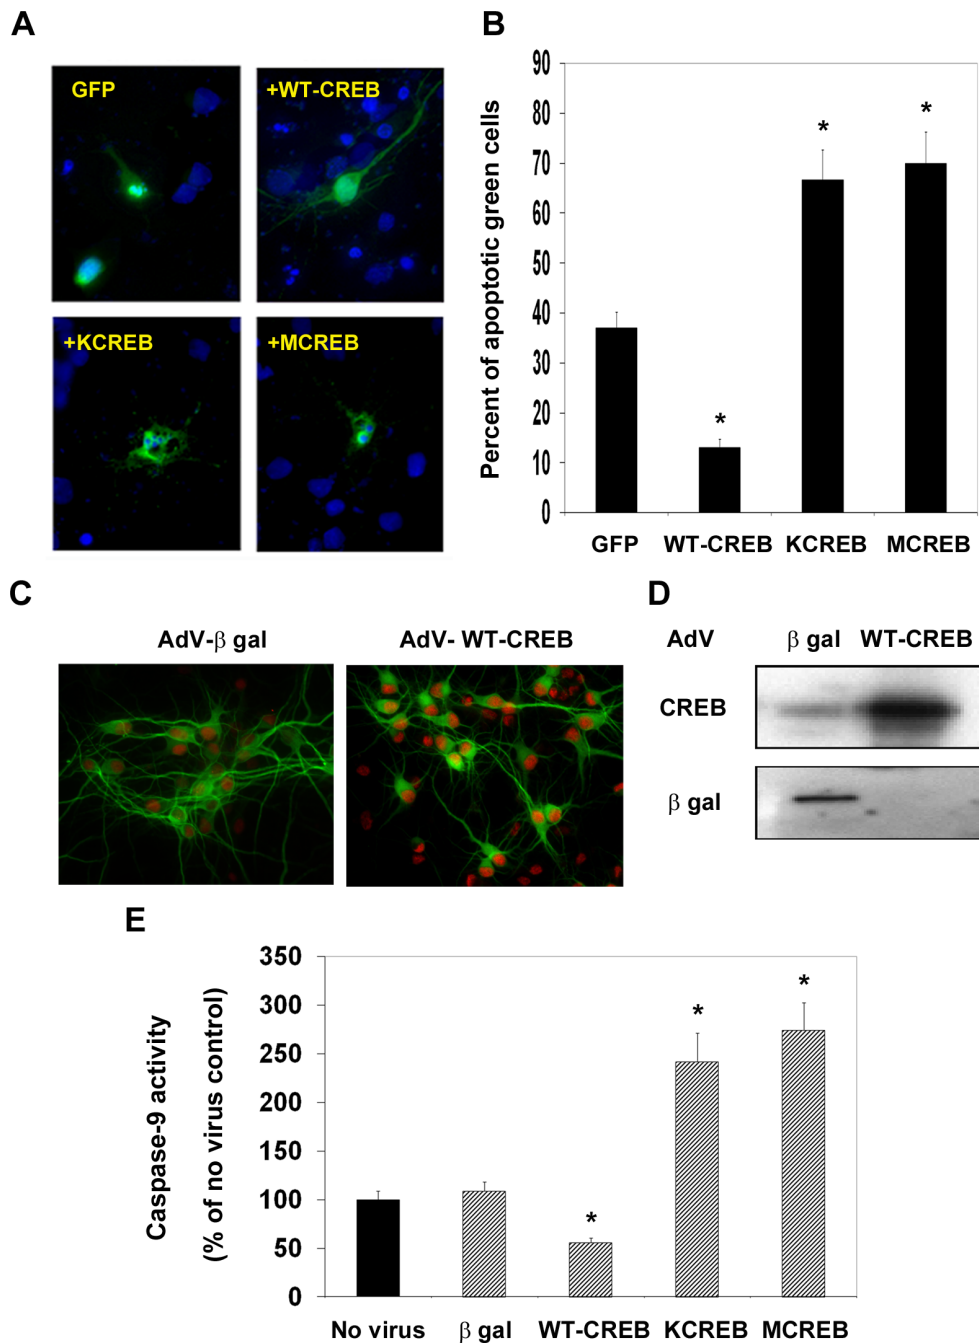 A
GFP
+WT-CREB
+KCREB
+MCREB
B
Percent of apoptotic green cells
90
80
70
60
50
40
30
20
10
0
*
*
*
GFP
WT-CREB
KCREB
MCREB
C
AdV-β gal
AdV- WT-CREB
D
AdV
β gal
WT-CREB
CREB
β gal
E
Caspase-9 activity
(% of no virus control)
350
300
250
200
150
100
50
0
*
*
*
No virus
β gal
WT-CREB
KCREB
MCREB